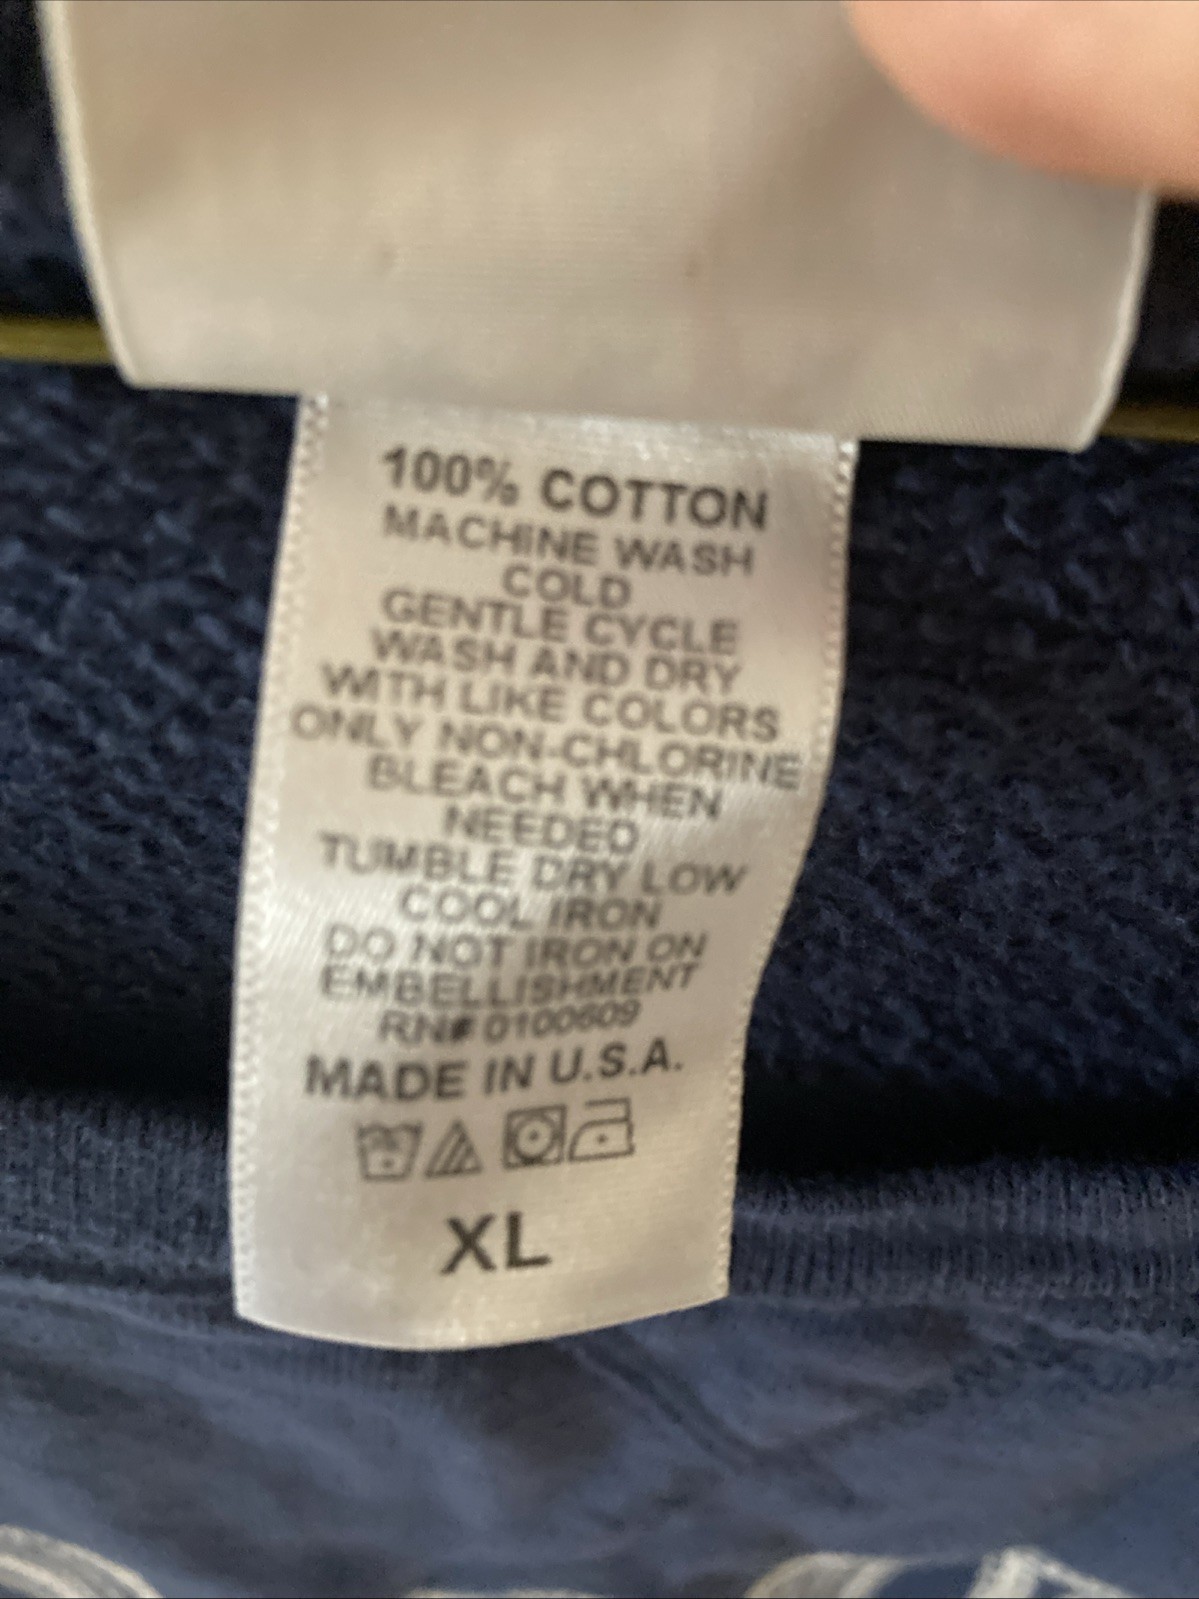 100% COTTON
MACHINE WASH
COLD
GENTLE CYCLE
WASH AND DRY
WITH LIKE COLORS
ONLY NON-CHLORINE
BLEACH WHEN
NEEDED
TUMBLE DRY LOW
COOL IRON
DO NOT IRON ON
EMBELLISHMENT
RN# 0100609
MADE IN U.S.A.
XL